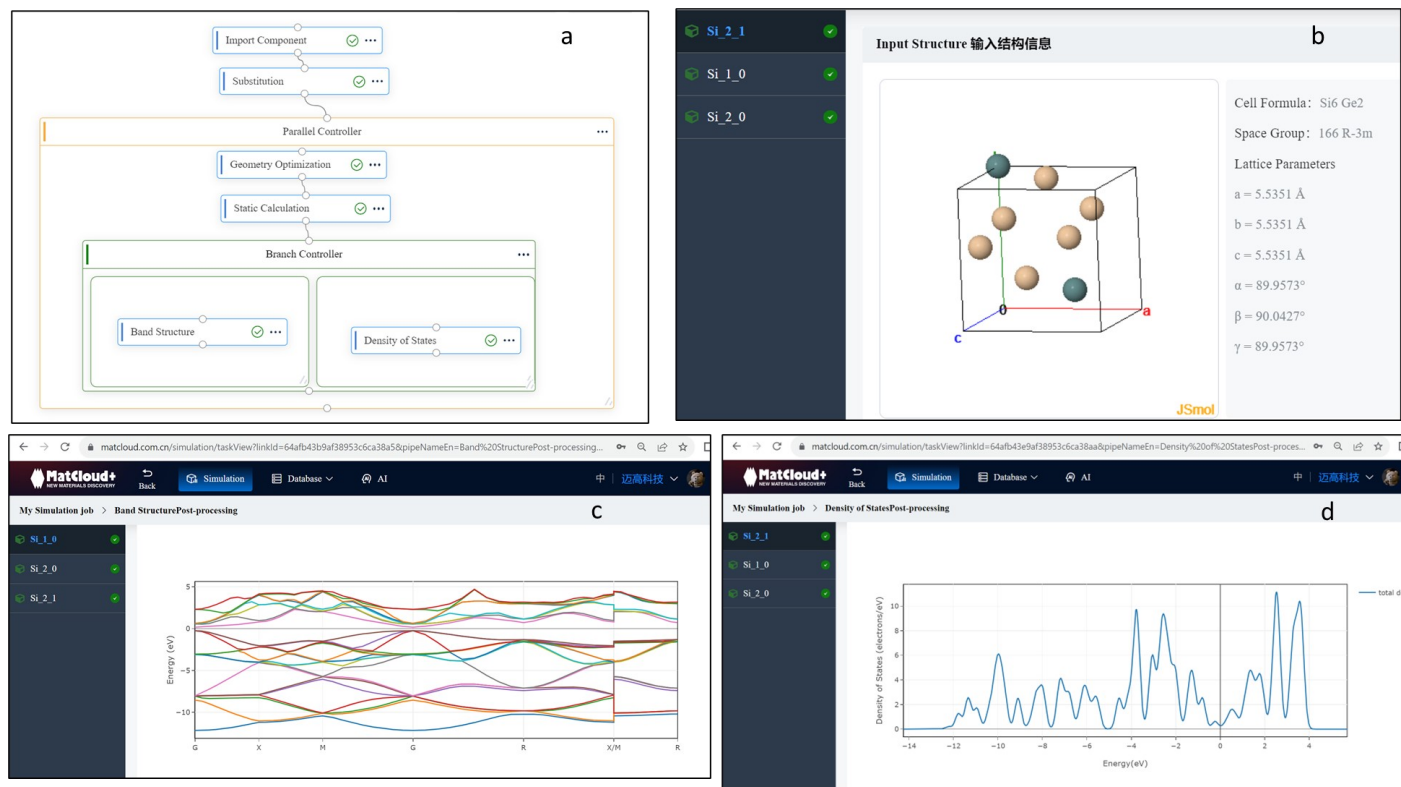 a
Import Component
Substitution
Parallel Controller
Geometry Optimization
Static Calculation
Branch Controller
Band Structure
Density of States
b
Si_2_1
Si_1_0
Si_2_0
Input Structure 输入结构信息
0
a
c
JSmol
Cell Formula: Si6 Ge2
Space Group: 166 R-3m
Lattice Parameters
a = 5.5351 Å
b = 5.5351 Å
c = 5.5351 Å
α = 89.9573°
β = 90.0427°
γ = 89.9573°
matcloud.com.cn/simulation/taskView?linkId=64afb43b9af38953c6ca38a5&pipeNameEn=Band%20StructurePost-processing...
MatCloud+
NEW MATERIALS DISCOVERY
Back
Simulation
Database
AI
中 | 迈高科技
My Simulation job > Band StructurePost-processing
c
Si_1_0
Si_2_0
Si_2_1
Energy (eV)
5
0
−5
−10
G X M G R X/M R
matcloud.com.cn/simulation/taskView?linkId=64afb43e9af38953c6ca38aa&pipeNameEn=Density%20of%20StatesPost-proces...
MatCloud+
NEW MATERIALS DISCOVERY
Back
Simulation
Database
AI
中 | 迈高科技
My Simulation job > Density of StatesPost-processing
d
Si_2_1
Si_1_0
Si_2_0
Density of States (electrons/eV)
10
8
6
4
2
0
−14 −12 −10 −8 −6 −4 −2 0 2 4
Energy(eV)
total d